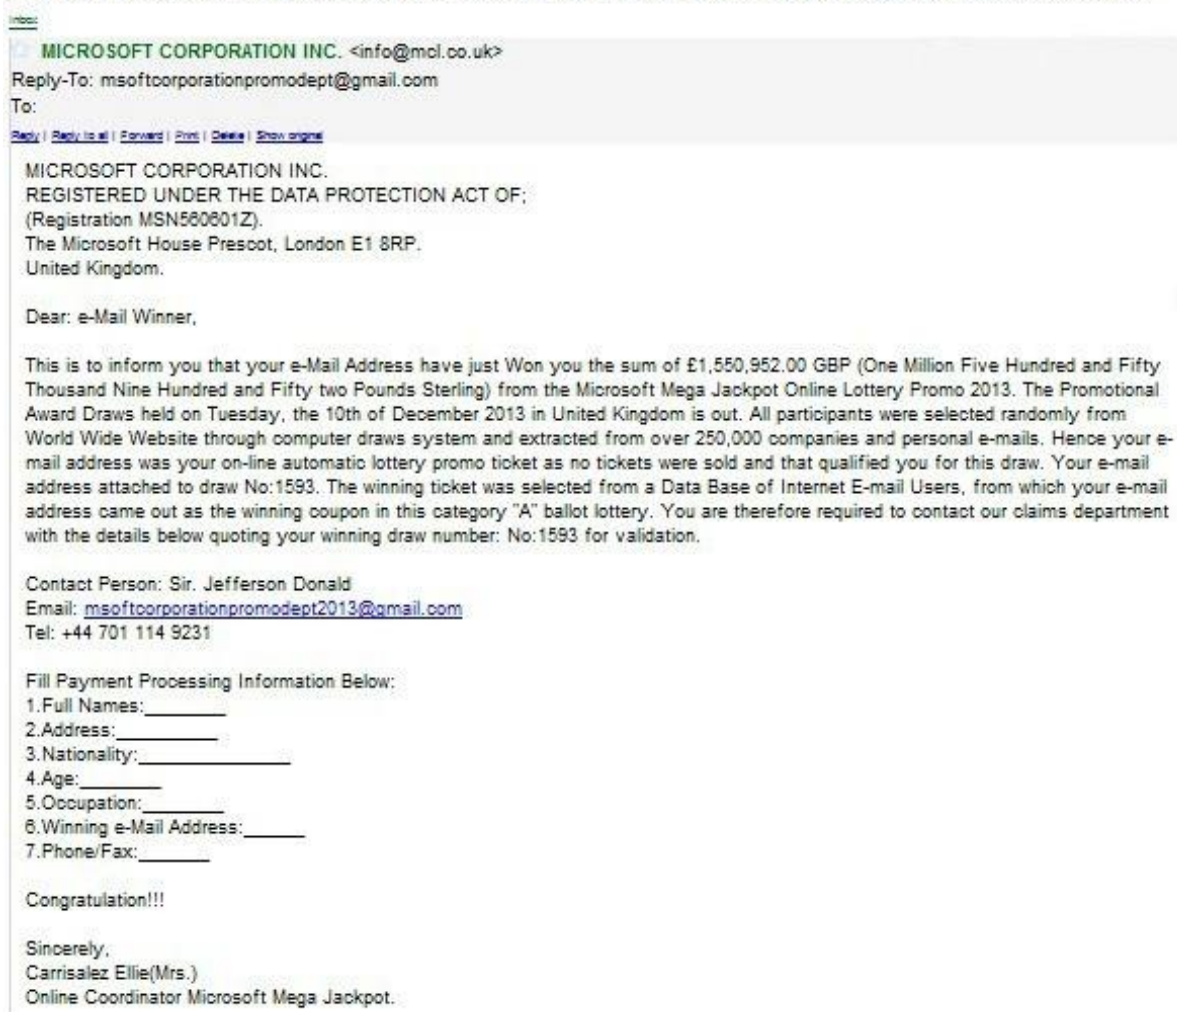 Inbox
MICROSOFT CORPORATION INC. <info@mcl.co.uk>
Reply-To: msoftcorporationpromodept@gmail.com
To:
Reply | Reply to all | Forward | Print | Delete | Show original
MICROSOFT CORPORATION INC.
REGISTERED UNDER THE DATA PROTECTION ACT OF;
(Registration MSN560601Z).
The Microsoft House Prescot, London E1 8RP.
United Kingdom.
Dear: e-Mail Winner,
This is to inform you that your e-Mail Address have just Won you the sum of £1,550,952.00 GBP (One Million Five Hundred and Fifty
Thousand Nine Hundred and Fifty two Pounds Sterling) from the Microsoft Mega Jackpot Online Lottery Promo 2013. The Promotional
Award Draws held on Tuesday, the 10th of December 2013 in United Kingdom is out. All participants were selected randomly from
World Wide Website through computer draws system and extracted from over 250,000 companies and personal e-mails. Hence your e-
mail address was your on-line automatic lottery promo ticket as no tickets were sold and that qualified you for this draw. Your e-mail
address attached to draw No:1593. The winning ticket was selected from a Data Base of Internet E-mail Users, from which your e-mail
address came out as the winning coupon in this category "A" ballot lottery. You are therefore required to contact our claims department
with the details below quoting your winning draw number: No:1593 for validation.
Contact Person: Sir. Jefferson Donald
Email: msoftcorporationpromodept2013@gmail.com
Tel: +44 701 114 9231
Fill Payment Processing Information Below:
1.Full Names:________
2.Address:__________
3.Nationality:_______________
4.Age:________
5.Occupation:________
6.Winning e-Mail Address:______
7.Phone/Fax:_______
Congratulation!!!
Sincerely,
Carrisalez Ellie(Mrs.)
Online Coordinator Microsoft Mega Jackpot.